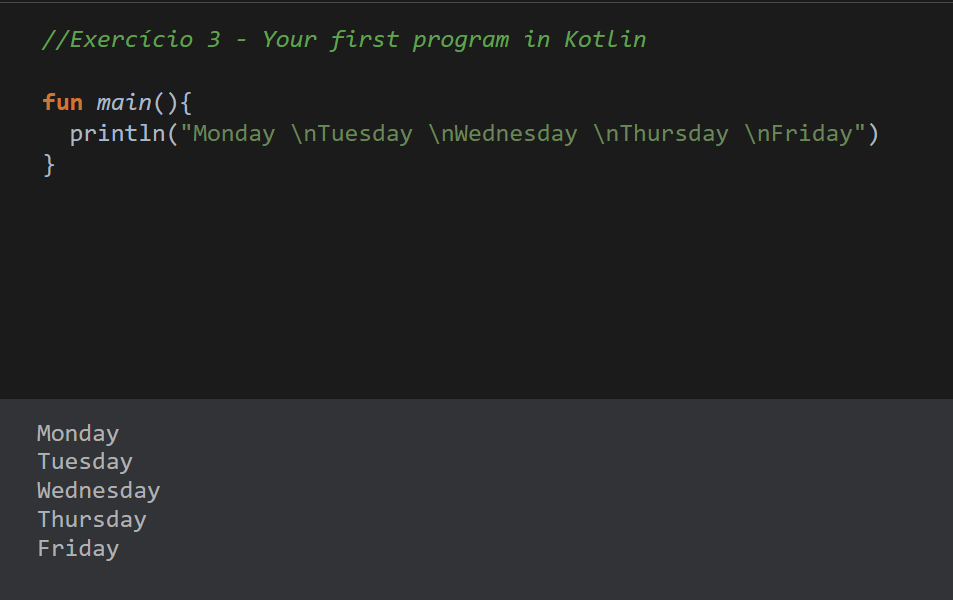 //Exercício 3 - Your first program in Kotlin
fun main(){
println("Monday \nTuesday \nWednesday \nThursday \nFriday")
}
Monday
Tuesday
Wednesday
Thursday
Friday